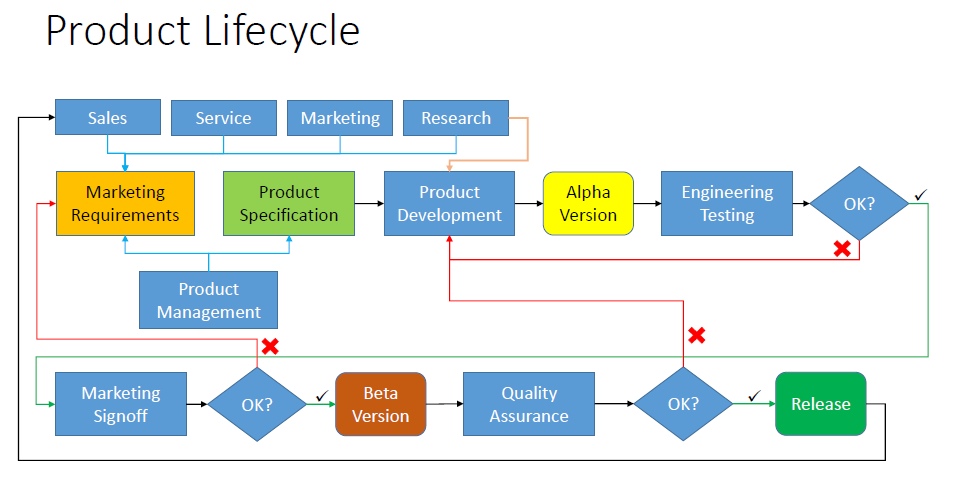 Product Lifecycle
Sales
Service
Marketing
Research
Marketing
Requirements
Product
Specification
Product
Development
Alpha
Version
Engineering
Testing
OK?
Product
Management
Marketing
Signoff
OK?
Beta
Version
Quality
Assurance
OK?
Release